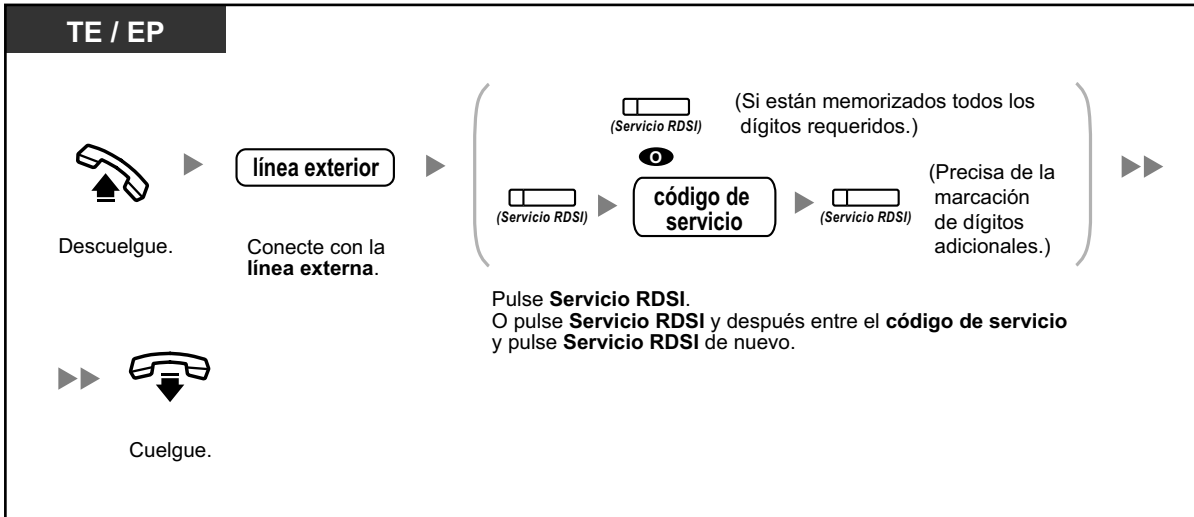 TE / EP
(Si están memorizados todos los
dígitos requeridos.)
(Servicio RDSI)
O
línea exterior
(Servicio RDSI)
código de
servicio
(Servicio RDSI)
(Precisa de la
marcación
de dígitos
adicionales.)
Descuelgue.
Conecte con la
línea externa.
Pulse Servicio RDSI.
O pulse Servicio RDSI y después entre el código de servicio
y pulse Servicio RDSI de nuevo.
Cuelgue.